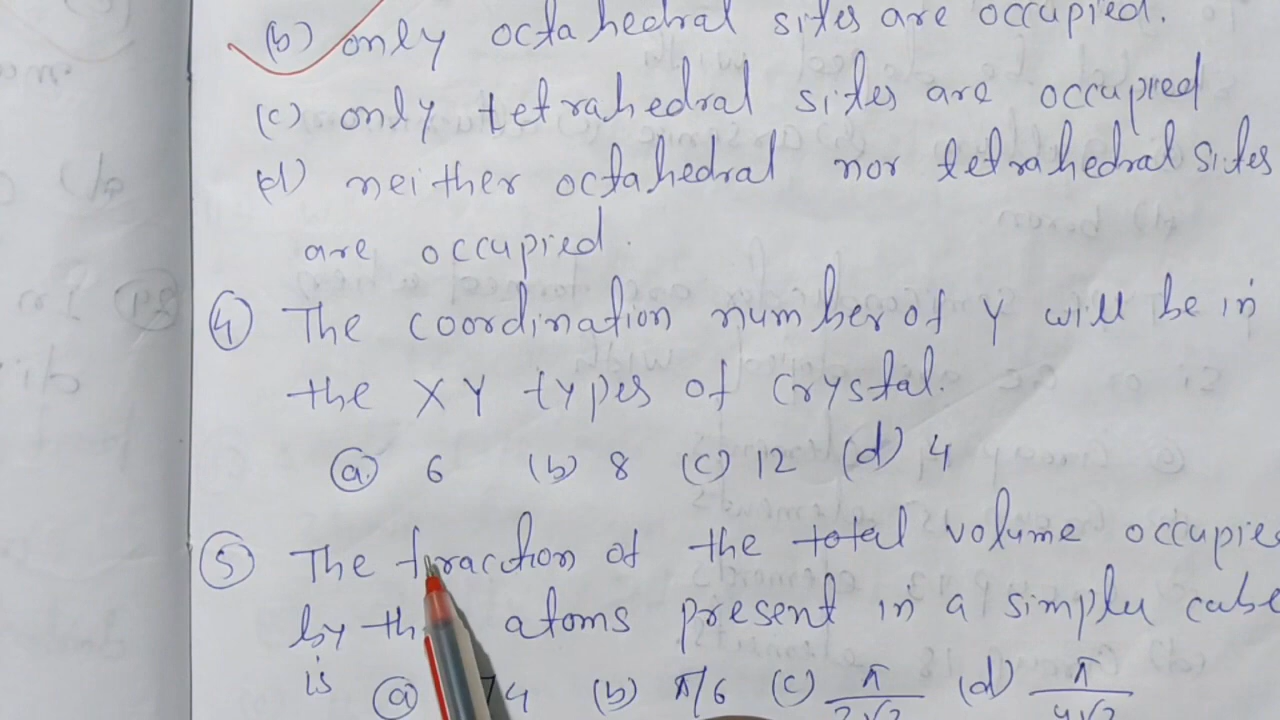 (b) only octahedral sites are occupied.
(c) only tetrahedral sites are occupied
(d) neither octahedral nor tetrahedral sites
are occupied.
④ The coordination number of Y will be in
the XY types of crystal.
(a) 6 (b) 8 (c) 12 (d) 4
⑤ The fraction of the total volume occupie
by the atoms present in a simple cube
is (a) 74 (b) π/6 (c) π (d) π